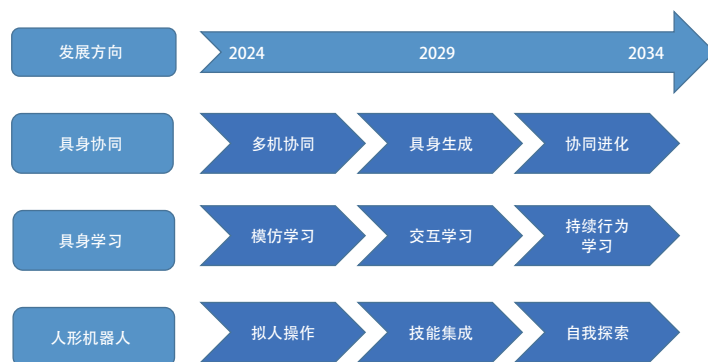 发展方向
2024
2029
2034
具身协同
多机协同
具身生成
协同进化
具身学习
模仿学习
交互学习
持续行为
学习
人形机器人
拟人操作
技能集成
自我探索